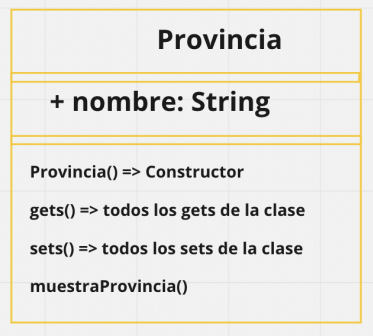 Provincia
+ nombre: String
Provincia() => Constructor
gets() => todos los gets de la clase
sets() => todos los sets de la clase
muestraProvincia()